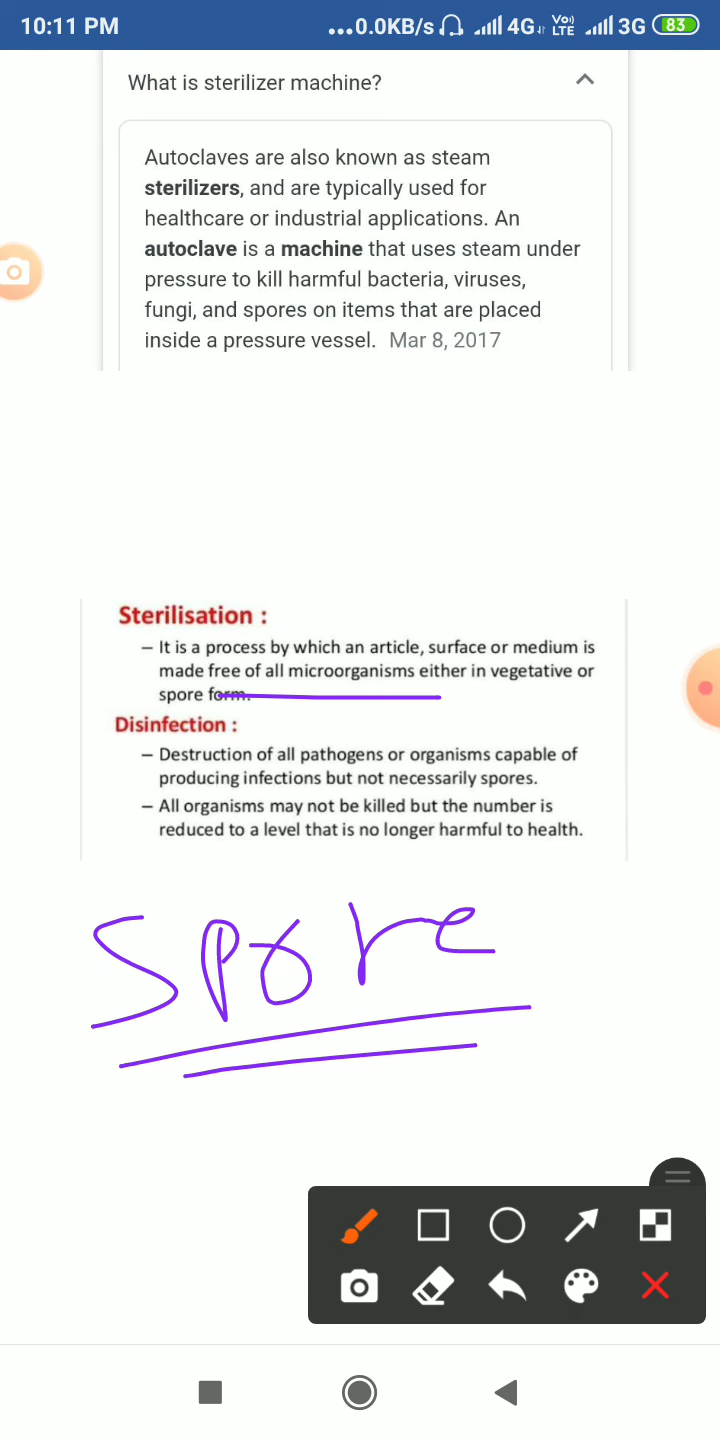 10:11 PM ...0.0KB/s 4G Vo) LTE 3G 83
What is sterilizer machine?
Autoclaves are also known as steam
sterilizers, and are typically used for
healthcare or industrial applications. An
autoclave is a machine that uses steam under
pressure to kill harmful bacteria, viruses,
fungi, and spores on items that are placed
inside a pressure vessel. Mar 8, 2017
Sterilisation :
– It is a process by which an article, surface or medium is
made free of all microorganisms either in vegetative or
spore form.
Disinfection :
– Destruction of all pathogens or organisms capable of
producing infections but not necessarily spores.
– All organisms may not be killed but the number is
reduced to a level that is no longer harmful to health.
Spore